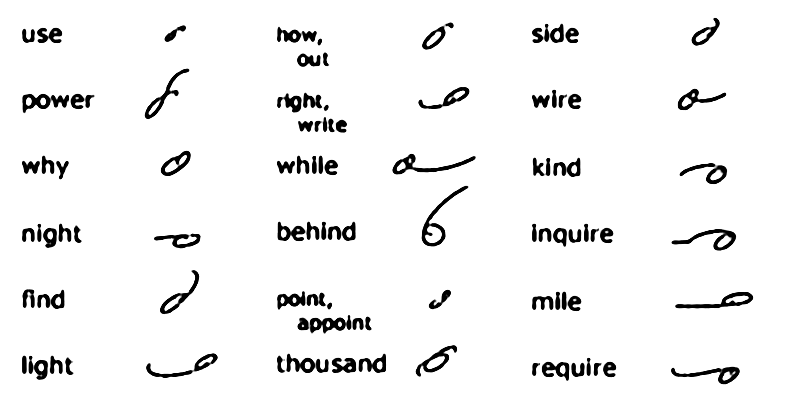 use how, side
out
power right, wire
write
why while kind
night behind inquire
find point, mile
appoint
light thousand require